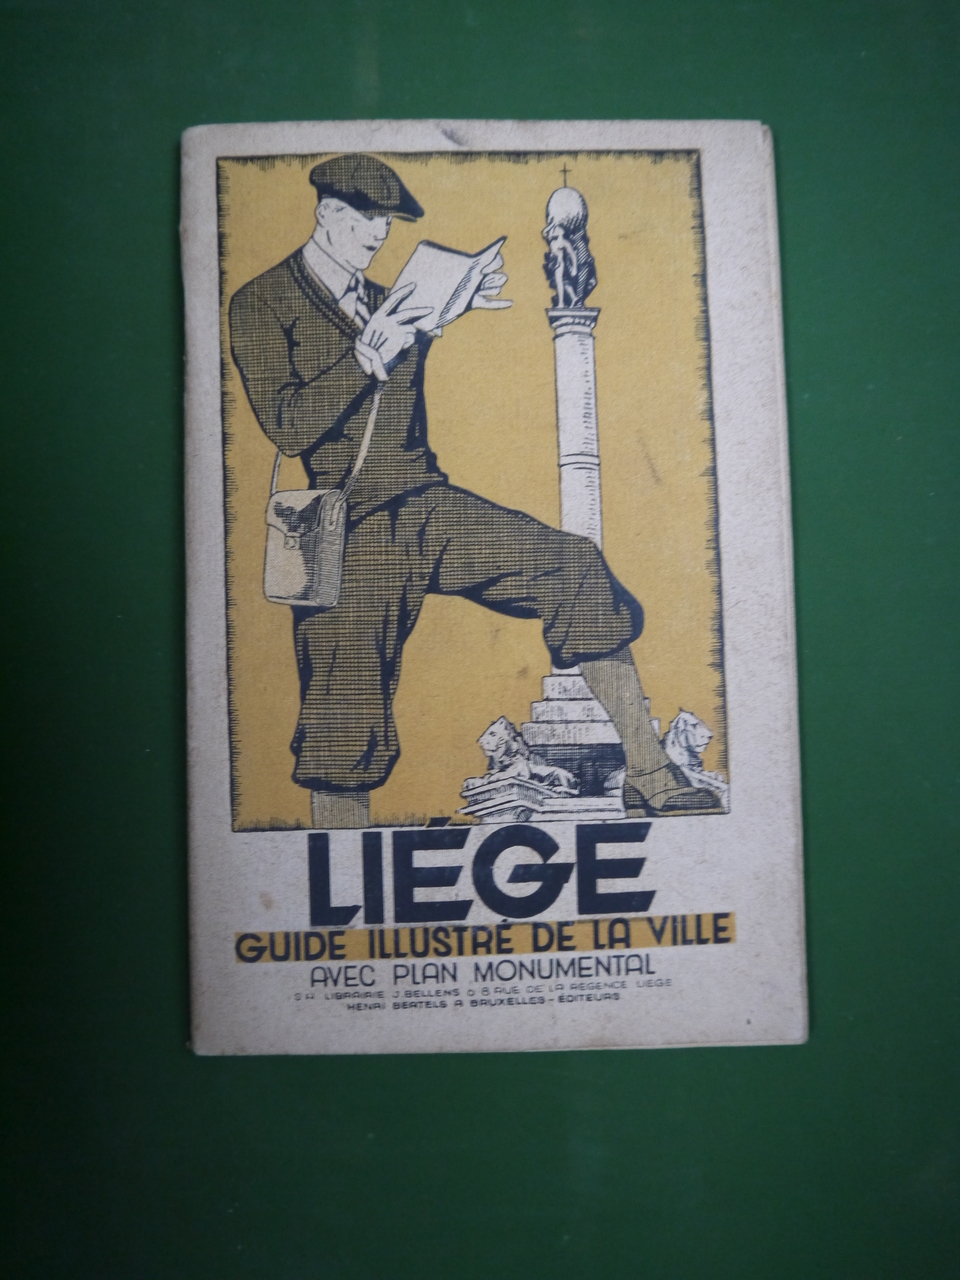 LIÉGE
GUIDE ILLUSTRÉ DE LA VILLE
AVEC PLAN MONUMENTAL
LIBRAIRIE J. BELLENS 6 8 RUE DE LA REGENCE LIEGE
HENRI BERTELS A BRUXELLES - ÉDITEURS